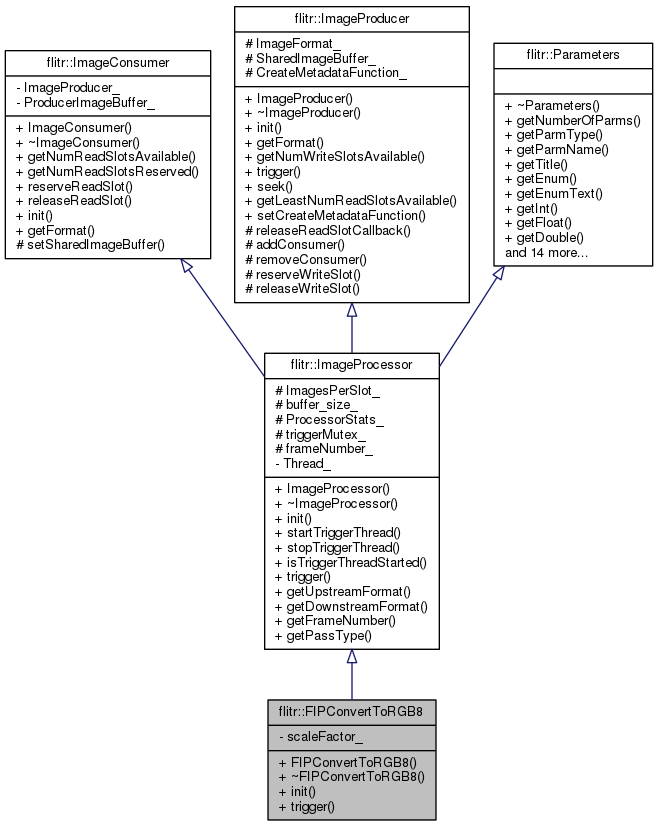 flitr::ImageConsumer
- ImageProducer_
- ProducerImageBuffer_
+ ImageConsumer()
+ ~ImageConsumer()
+ getNumReadSlotsAvailable()
+ getNumReadSlotsReserved()
+ reserveReadSlot()
+ releaseReadSlot()
+ init()
+ getFormat()
# setSharedImageBuffer()
flitr::ImageProducer
# ImageFormat_
# SharedImageBuffer_
# CreateMetadataFunction_
+ ImageProducer()
+ ~ImageProducer()
+ init()
+ getFormat()
+ getNumWriteSlotsAvailable()
+ trigger()
+ seek()
+ getLeastNumReadSlotsAvailable()
+ setCreateMetadataFunction()
# releaseReadSlotCallback()
# addConsumer()
# removeConsumer()
# reserveWriteSlot()
# releaseWriteSlot()
flitr::Parameters
+ ~Parameters()
+ getNumberOfParms()
+ getParmType()
+ getParmName()
+ getTitle()
+ getEnum()
+ getEnumText()
+ getInt()
+ getFloat()
+ getDouble()
and 14 more...
flitr::ImageProcessor
# ImagesPerSlot_
# buffer_size_
# ProcessorStats_
# triggerMutex_
# frameNumber_
- Thread_
+ ImageProcessor()
+ ~ImageProcessor()
+ init()
+ startTriggerThread()
+ stopTriggerThread()
+ isTriggerThreadStarted()
+ trigger()
+ getUpstreamFormat()
+ getDownstreamFormat()
+ getFrameNumber()
+ getPassType()
flitr::FIPConvertToRGB8
- scaleFactor_
+ FIPConvertToRGB8()
+ ~FIPConvertToRGB8()
+ init()
+ trigger()